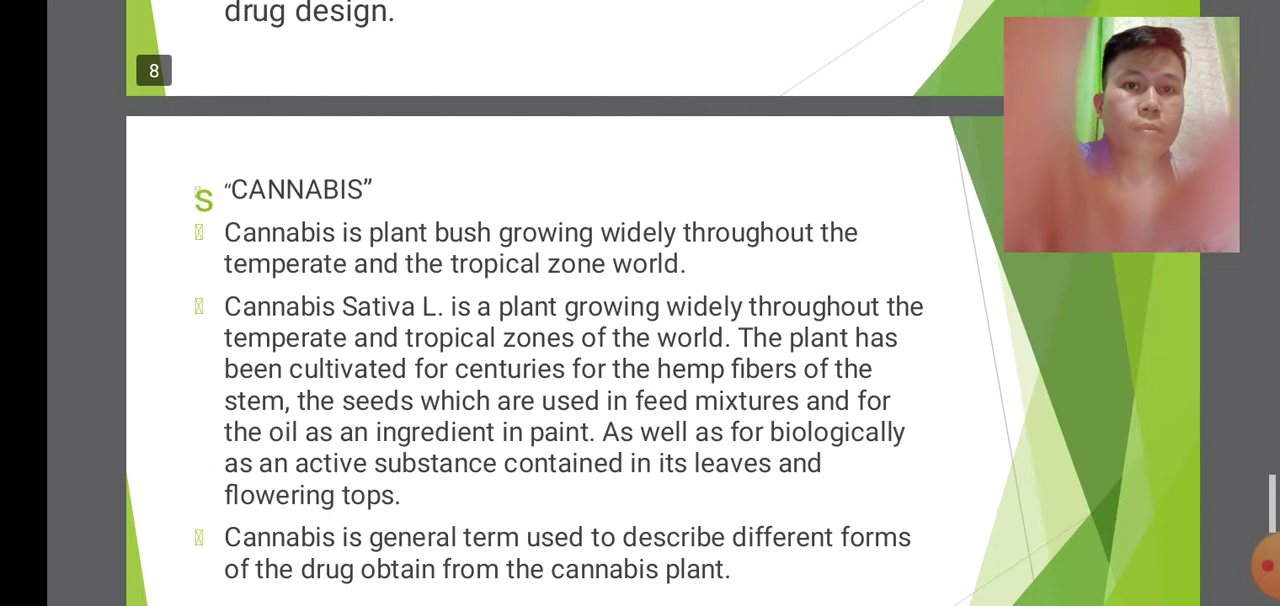 drug design.
8
S “CANNABIS”
Cannabis is plant bush growing widely throughout the
temperate and the tropical zone world.
Cannabis Sativa L. is a plant growing widely throughout the
temperate and tropical zones of the world. The plant has
been cultivated for centuries for the hemp fibers of the
stem, the seeds which are used in feed mixtures and for
the oil as an ingredient in paint. As well as for biologically
as an active substance contained in its leaves and
flowering tops.
Cannabis is general term used to describe different forms
of the drug obtain from the cannabis plant.